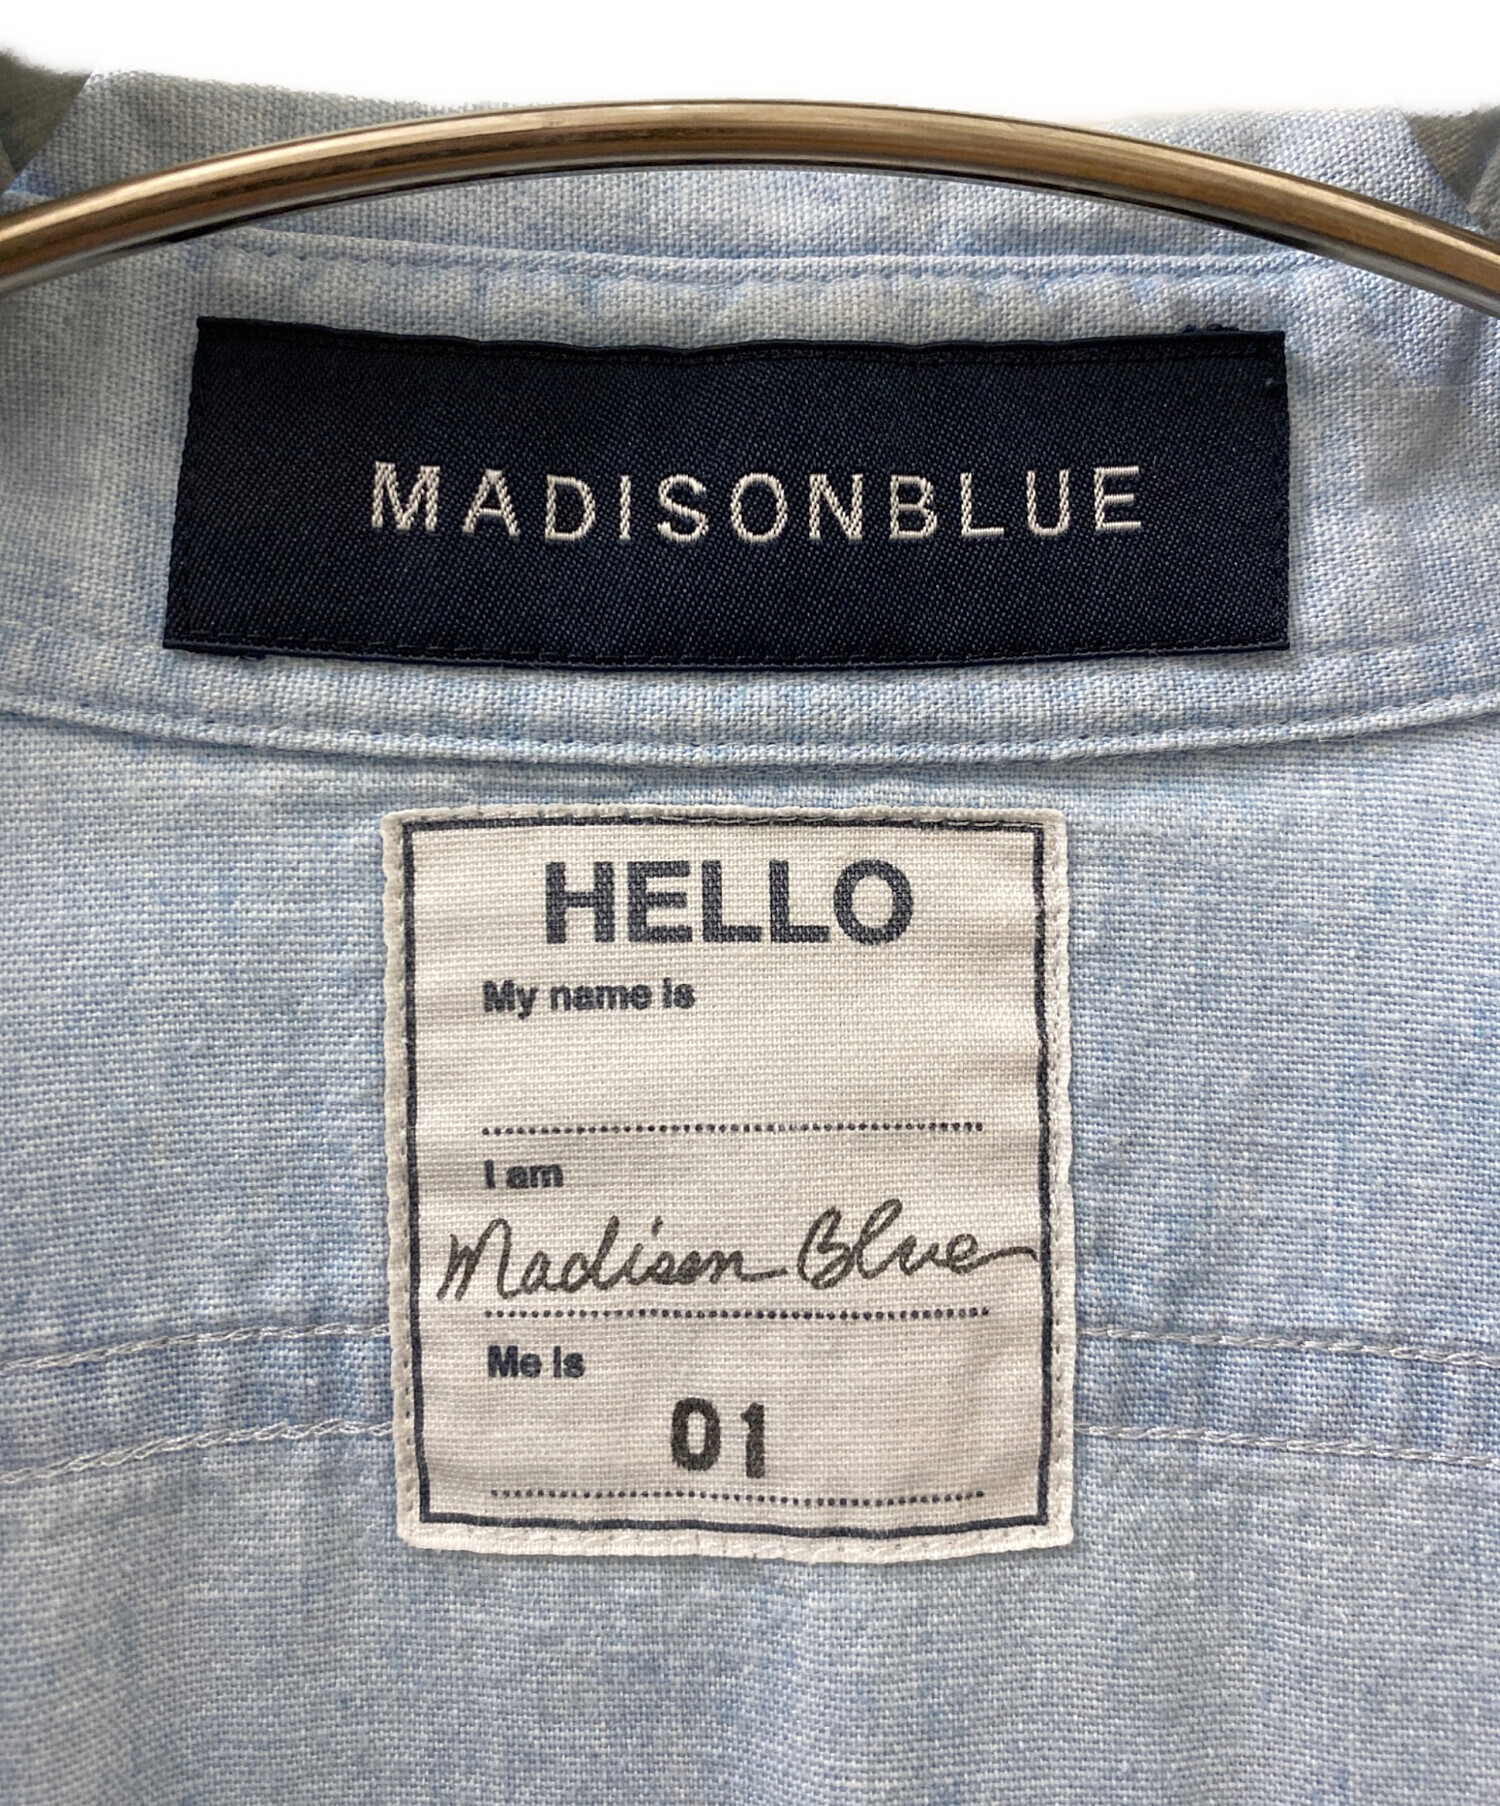 MADISONBLUE
HELLO
My name is
I am
Madison Blue
Me is
01